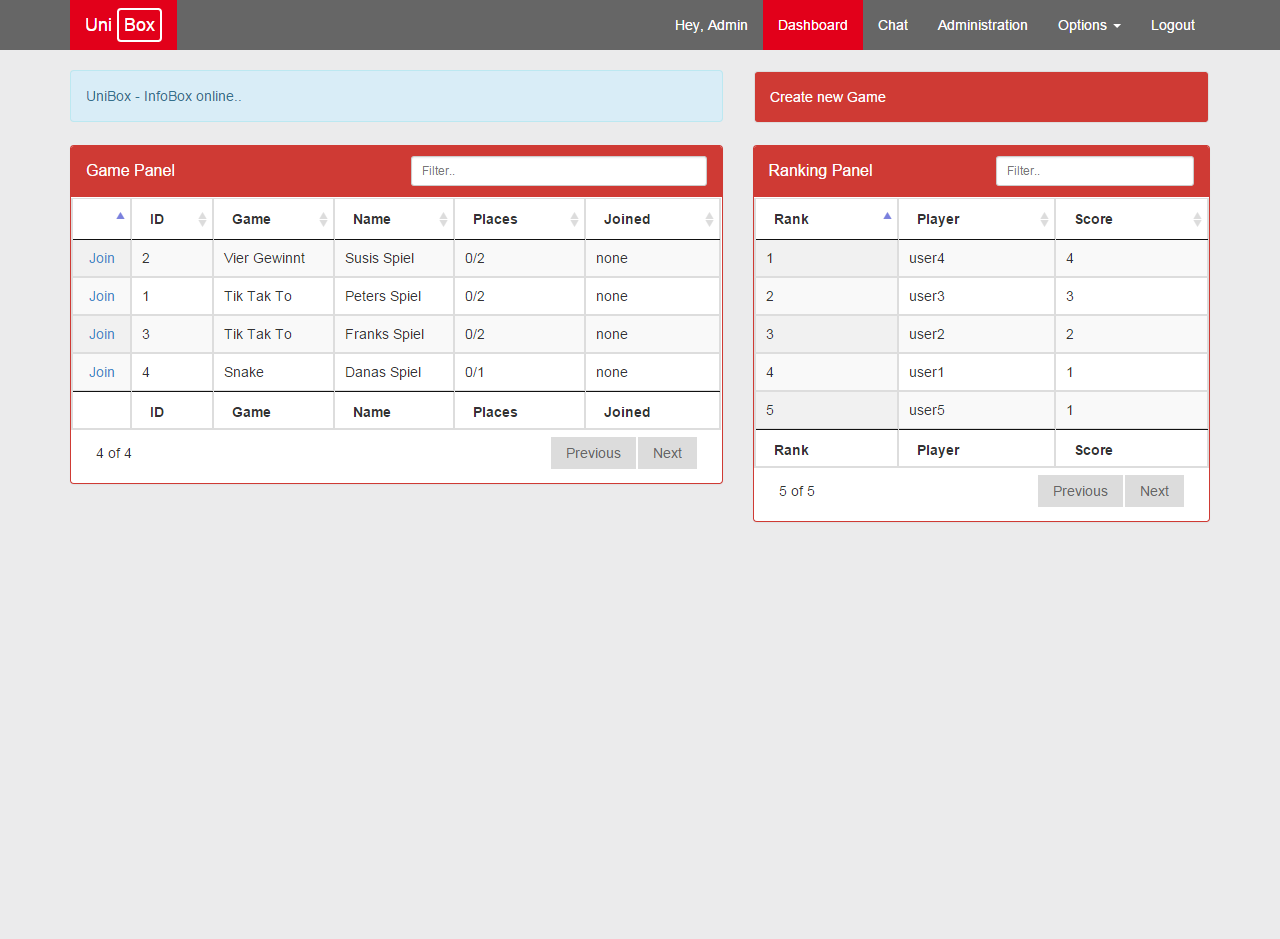 Uni Box Hey, Admin Dashboard Chat Administration Options Logout
UniBox - InfoBox online..
Create new Game
Game Panel Filter..
ID Game Name Places Joined
Join 2 Vier Gewinnt Susis Spiel 0/2 none
Join 1 Tik Tak To Peters Spiel 0/2 none
Join 3 Tik Tak To Franks Spiel 0/2 none
Join 4 Snake Danas Spiel 0/1 none
ID Game Name Places Joined
4 of 4 Previous Next
Ranking Panel Filter..
Rank Player Score
1 user4 4
2 user3 3
3 user2 2
4 user1 1
5 user5 1
Rank Player Score
5 of 5 Previous Next